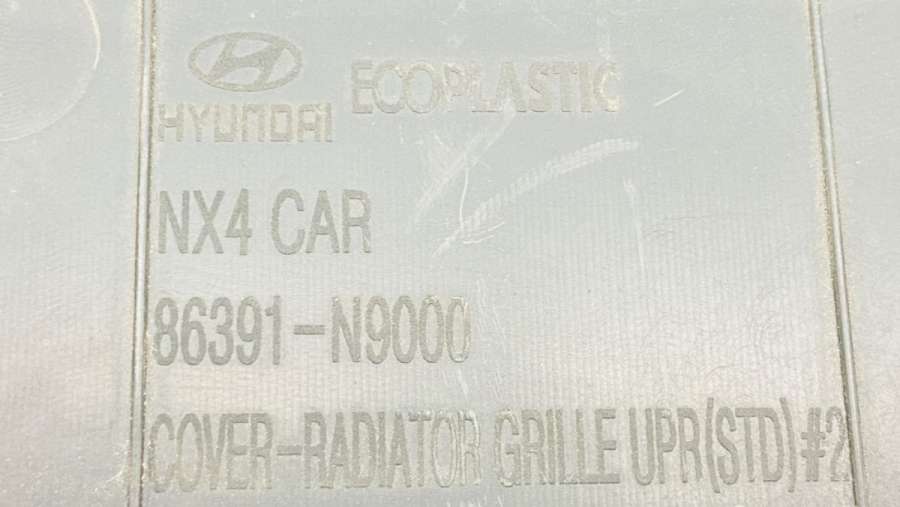 HYUNDAI ECOPLASTIC
NX4 CAR
86391-N9000
COVER-RADIATOR GRILLE UPR(STD)#2